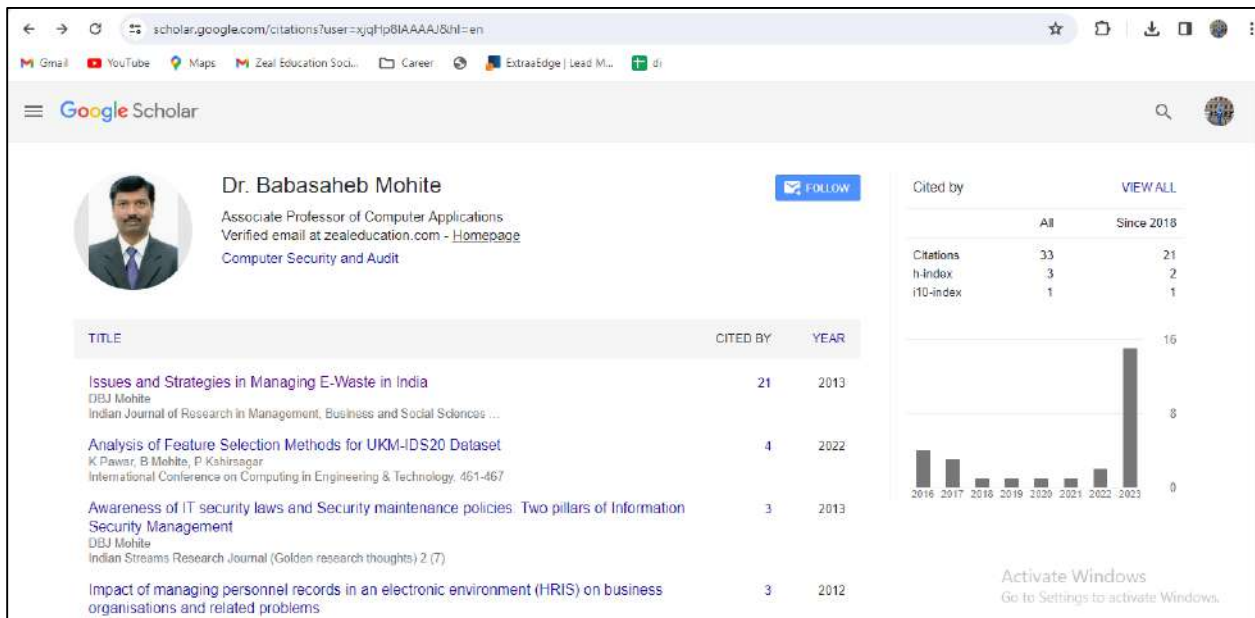 scholar.google.com/citations?user=xjqHp8IAAAAJ&hl=en
Gmail YouTube Maps Zeal Education Soci... Career ExtraaEdge | Lead M... di
Google Scholar
Dr. Babasaheb Mohite
FOLLOW
Associate Professor of Computer Applications
Verified email at zealeducation.com - Homepage
Computer Security and Audit
TITLE CITED BY YEAR
Issues and Strategies in Managing E-Waste in India 21 2013
DBJ Mohite
Indian Journal of Research in Management, Business and Social Sciences ...
Analysis of Feature Selection Methods for UKM-IDS20 Dataset 4 2022
K Pawar, B Mohite, P Kshirsagar
International Conference on Computing in Engineering & Technology, 461-467
Awareness of IT security laws and Security maintenance policies: Two pillars of Information 3 2013
Security Management
DBJ Mohite
Indian Streams Research Journal (Golden research thoughts) 2 (7)
Impact of managing personnel records in an electronic environment (HRIS) on business 3 2012
organisations and related problems
Cited by VIEW ALL
All Since 2018
Citations 33 21
h-index 3 2
i10-index 1 1
16
8
0
2016 2017 2018 2019 2020 2021 2022 2023
Activate Windows
Go to Settings to activate Windows.